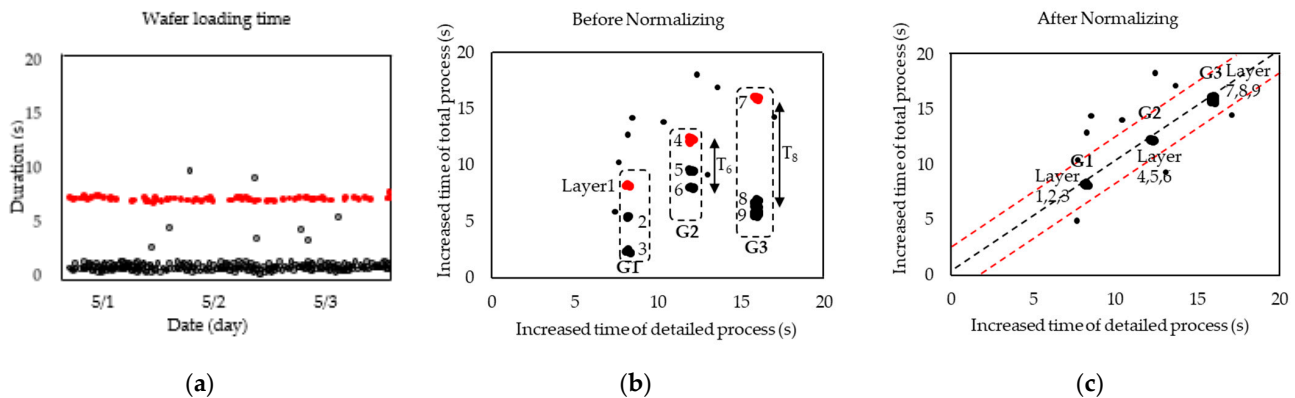 Wafer loading time
Duration (s)
20
15
10
5
0
5/1
5/2
5/3
Date (day)
(a)
Before Normalizing
Increased time of total process (s)
20
15
10
5
0
0
5
10
15
20
Layer1
2
3
G1
4
5
6
G2
T6
7
8
9
G3
T8
Increased time of detailed process (s)
(b)
After Normalizing
Increased time of total process (s)
20
15
10
5
0
0
5
10
15
20
G1
Layer
1,2,3
G2
Layer
4,5,6
G3
Layer
7,8,9
Increased time of detailed process (s)
(c)